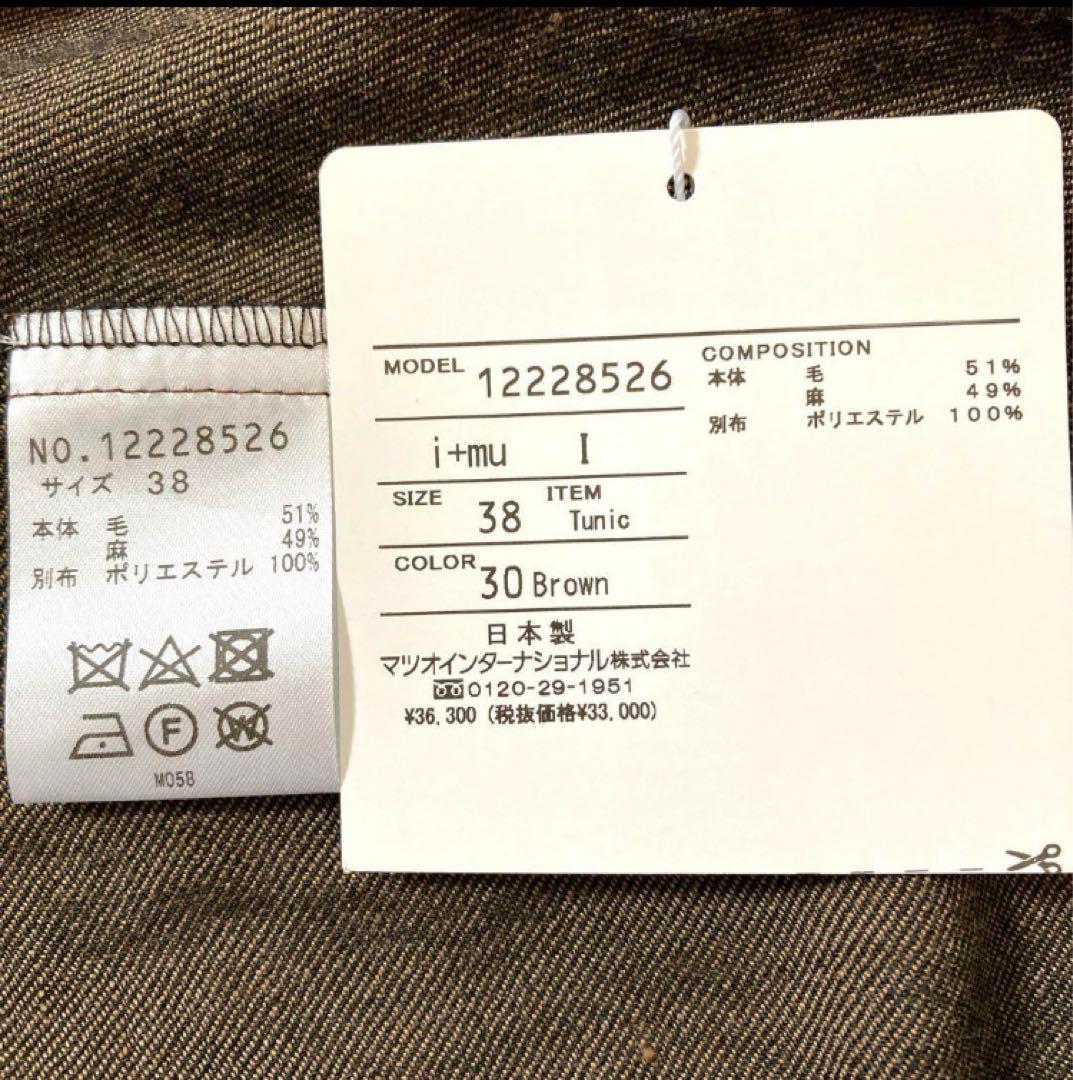 NO.12228526
サイズ 38
本体 毛 51%
麻 49%
別布 ポリエステル 100%
F
W
M05B
MODEL 12228526
i+mu I
SIZE 38 ITEM Tunic
COLOR 30 Brown
日本製
マツオインターナショナル株式会社
0120-29-1951
¥36,300 (税抜価格¥33,000)
COMPOSITION
本体 毛 51%
麻 49%
別布 ポリエステル 100%